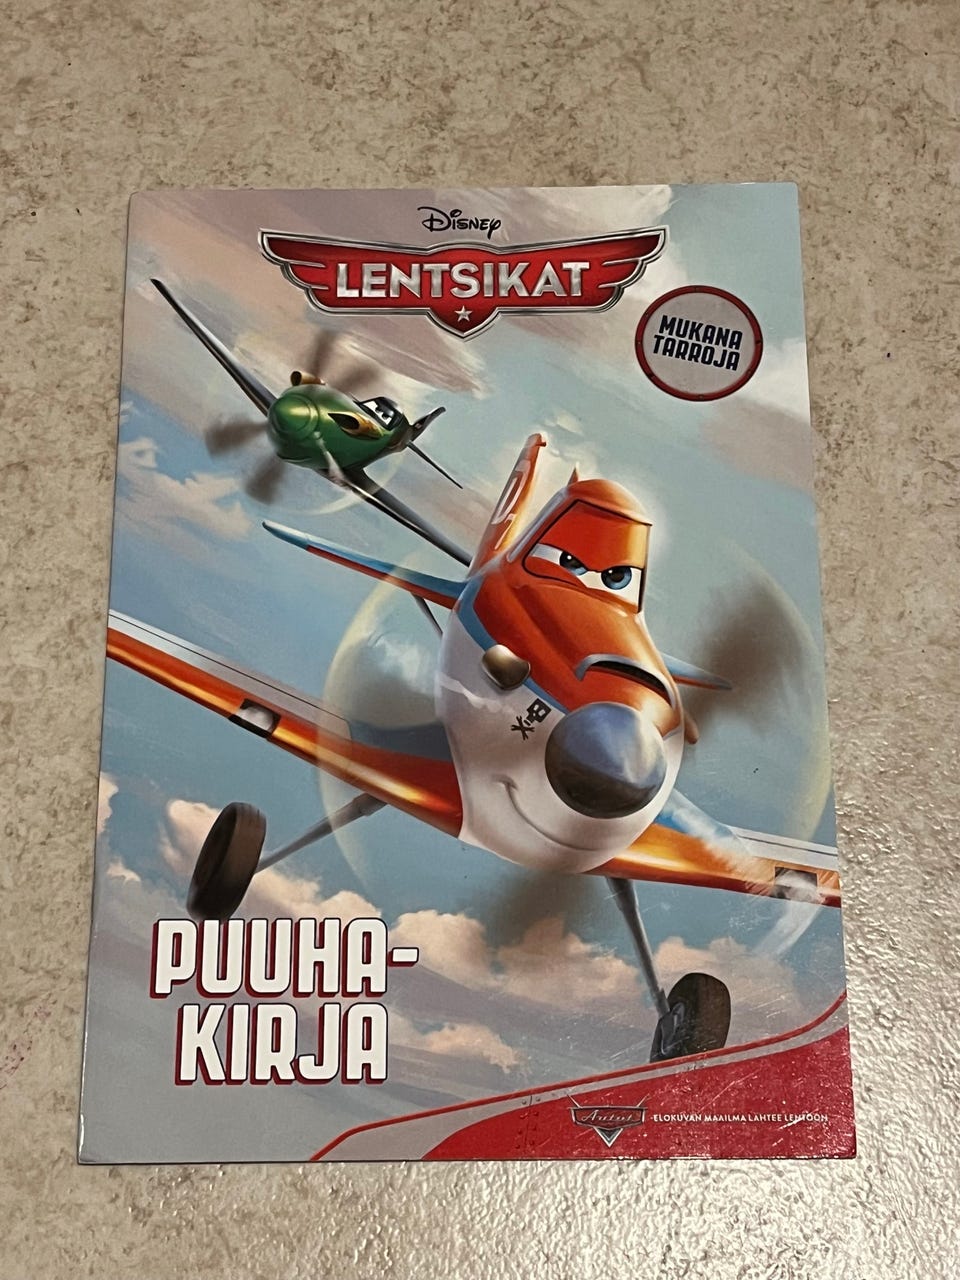 Disney
LENTSIKAT
MUKANA
TARROJA
PUUHA-
KIRJA
Autot ELOKUVAN MAAILMA LÄHTEE LENTOON